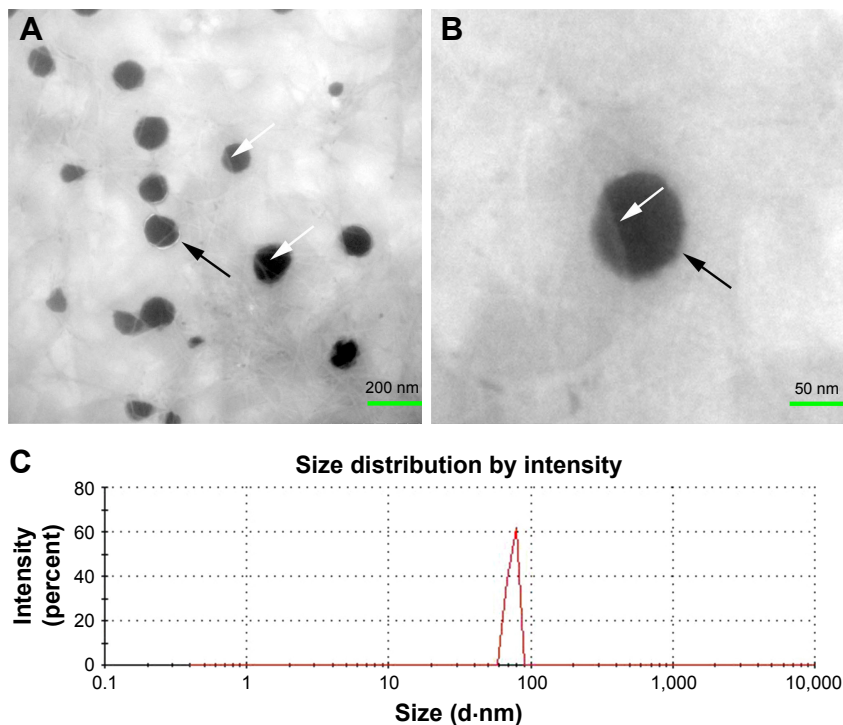 A
B
200 nm
50 nm
C
Size distribution by intensity
Intensity
(percent)
80
60
40
20
0
0.1
1
10
100
1,000
10,000
Size (d·nm)